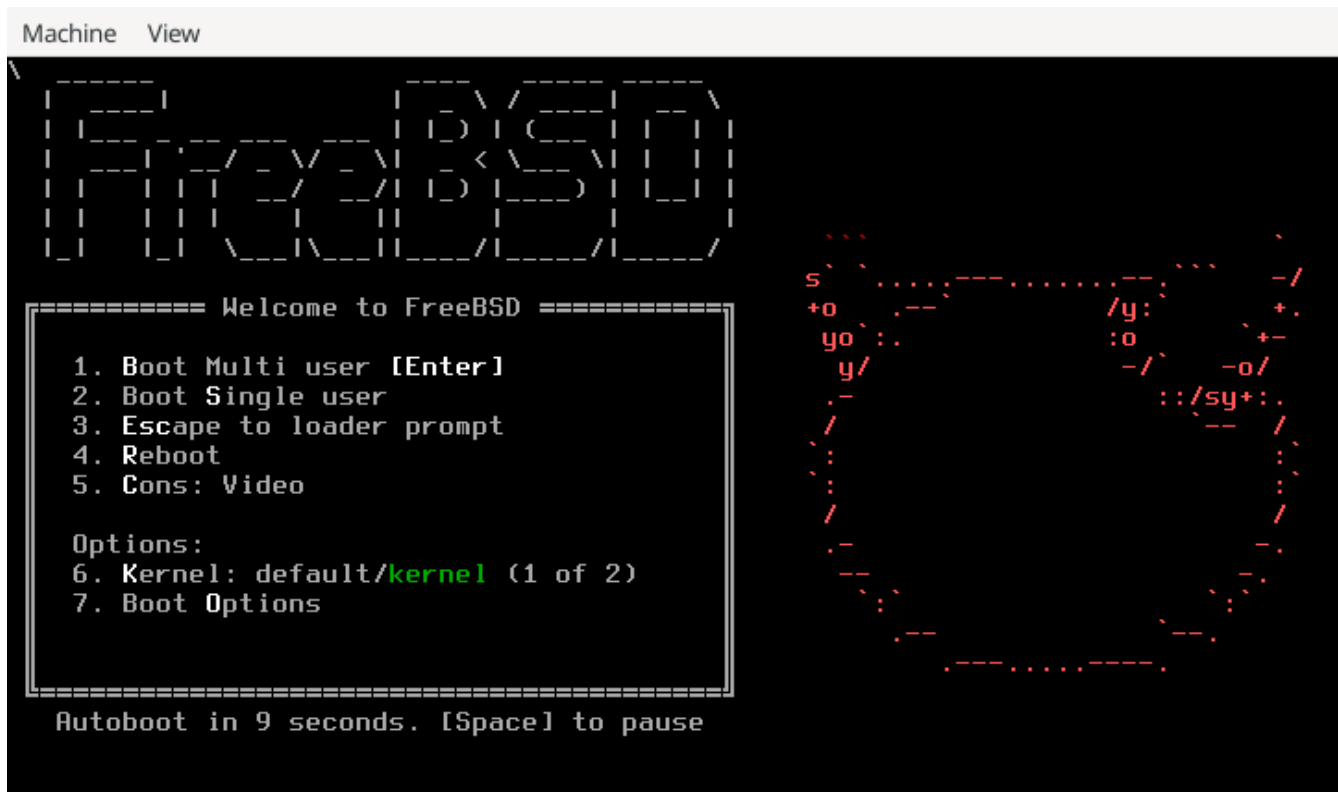 Machine View
FreeBSD
Welcome to FreeBSD
1. Boot Multi user [Enter]
2. Boot Single user
3. Escape to loader prompt
4. Reboot
5. Cons: Video
Options:
6. Kernel: default/kernel (1 of 2)
7. Boot Options
Autoboot in 9 seconds. [Space] to pause